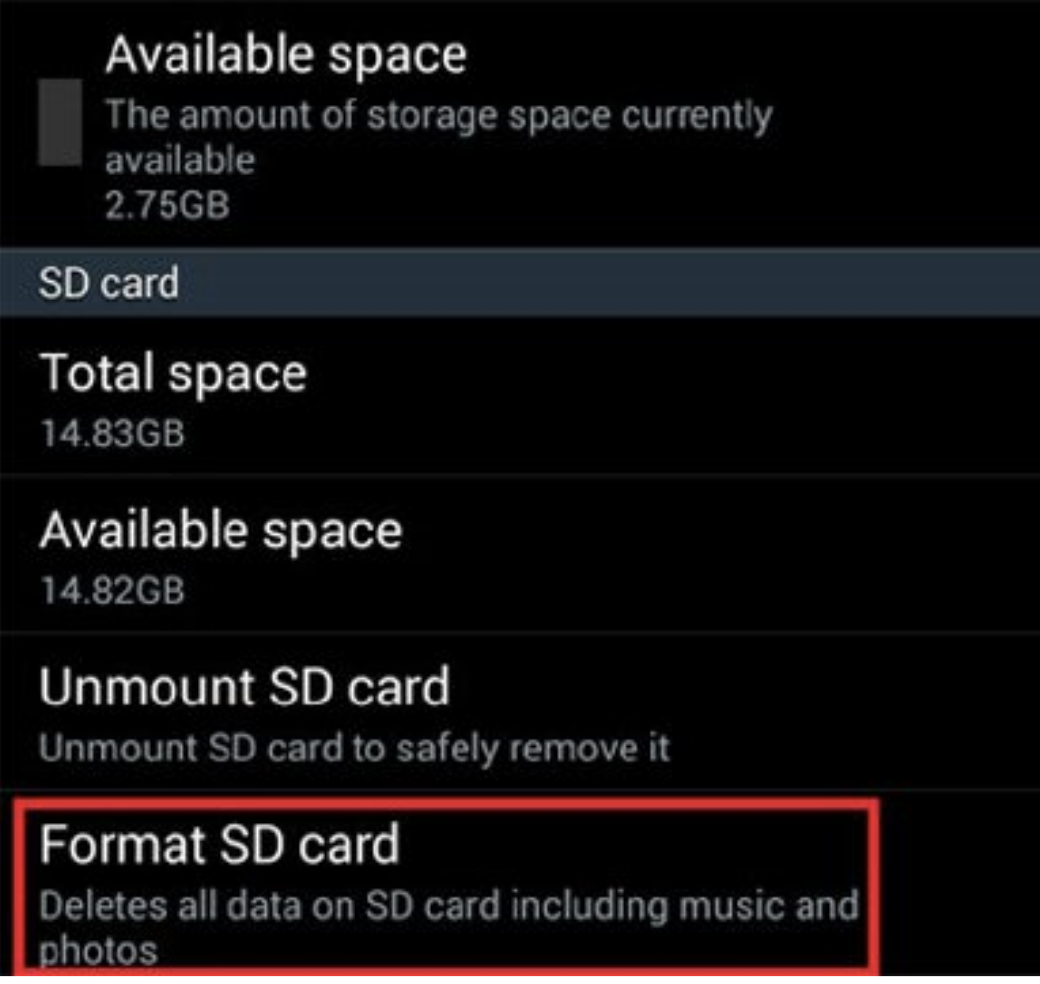 Available space
The amount of storage space currently
available
2.75GB
SD card
Total space
14.83GB
Available space
14.82GB
Unmount SD card
Unmount SD card to safely remove it
Format SD card
Deletes all data on SD card including music and
photos